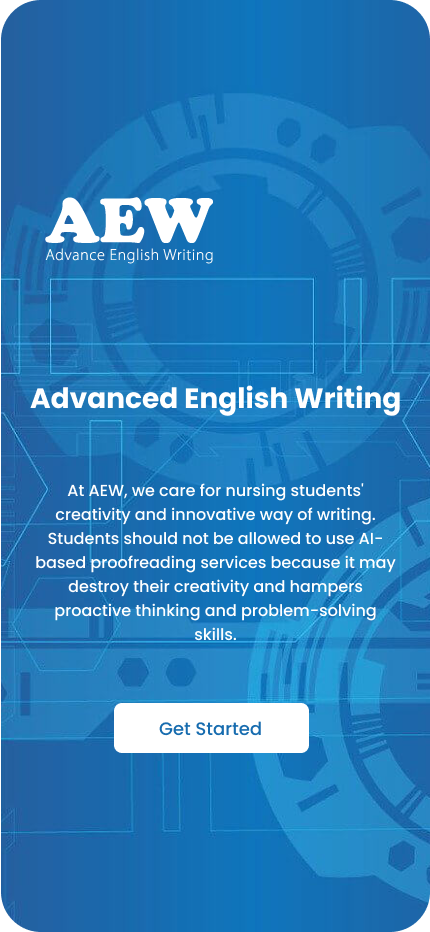 AEW
Advance English Writing
Advanced English Writing
At AEW, we care for nursing students'
creativity and innovative way of writing.
Students should not be allowed to use AI-
based proofreading services because it may
destroy their creativity and hampers
proactive thinking and problem-solving
skills.
Get Started